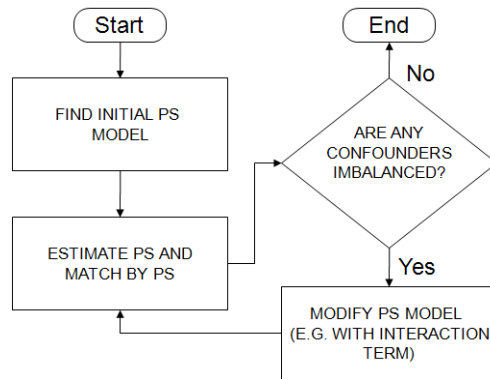 Start
FIND INITIAL PS
MODEL
ESTIMATE PS AND
MATCH BY PS
End
No
ARE ANY
CONFOUNDERS
IMBALANCED?
Yes
MODIFY PS MODEL
(E.G. WITH INTERACTION
TERM)